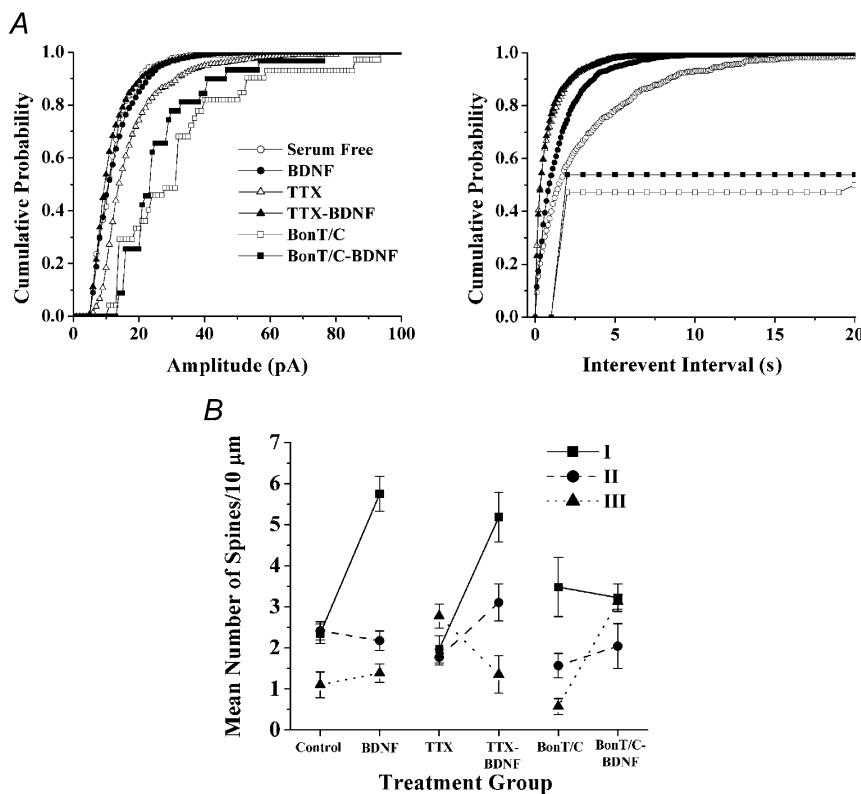 A
1.0
0.8
0.6
0.4
0.2
0.0
Cumulative Probability
0 20 40 60 80 100
Amplitude (pA)
Serum Free
BDNF
TTX
TTX-BDNF
BonT/C
BonT/C-BDNF
1.0
0.8
0.6
0.4
0.2
0.0
Cumulative Probability
0 5 10 15 20
Interevent Interval (s)
B
7
6
5
4
3
2
1
0
Mean Number of Spines/10 μm
I
II
III
Control BDNF TTX TTX-BDNF BonT/C BonT/C-BDNF
Treatment Group